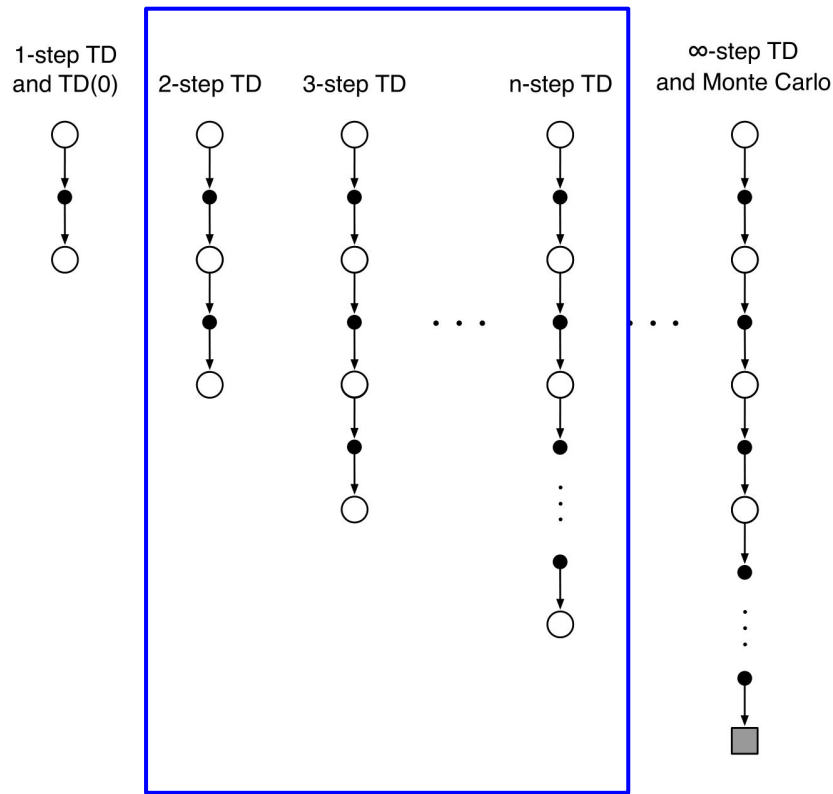 1-step TD
and TD(0)
2-step TD
3-step TD
n-step TD
∞-step TD
and Monte Carlo